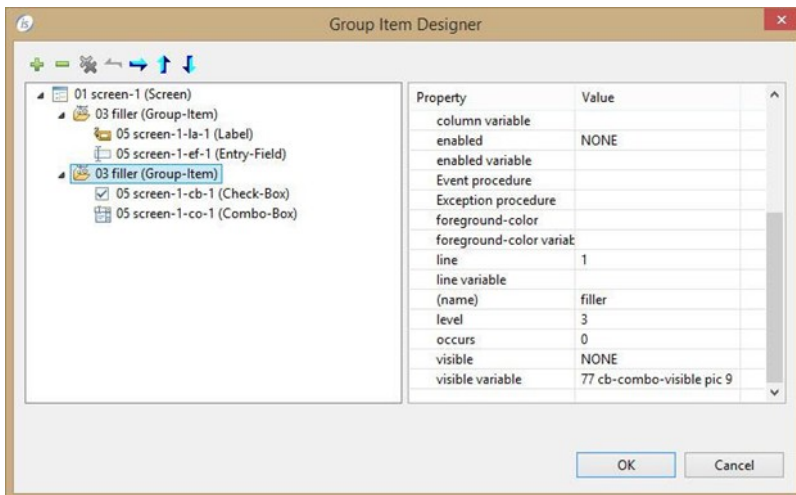 is
Group Item Designer
01 screen-1 (Screen)
03 filler (Group-Item)
05 screen-1-la-1 (Label)
05 screen-1-ef-1 (Entry-Field)
03 filler (Group-Item)
05 screen-1-cb-1 (Check-Box)
05 screen-1-co-1 (Combo-Box)
Property Value
column variable
enabled NONE
enabled variable
Event procedure
Exception procedure
foreground-color
foreground-color variab
line 1
line variable
(name) filler
level 3
occurs 0
visible NONE
visible variable 77 cb-combo-visible pic 9
OK Cancel